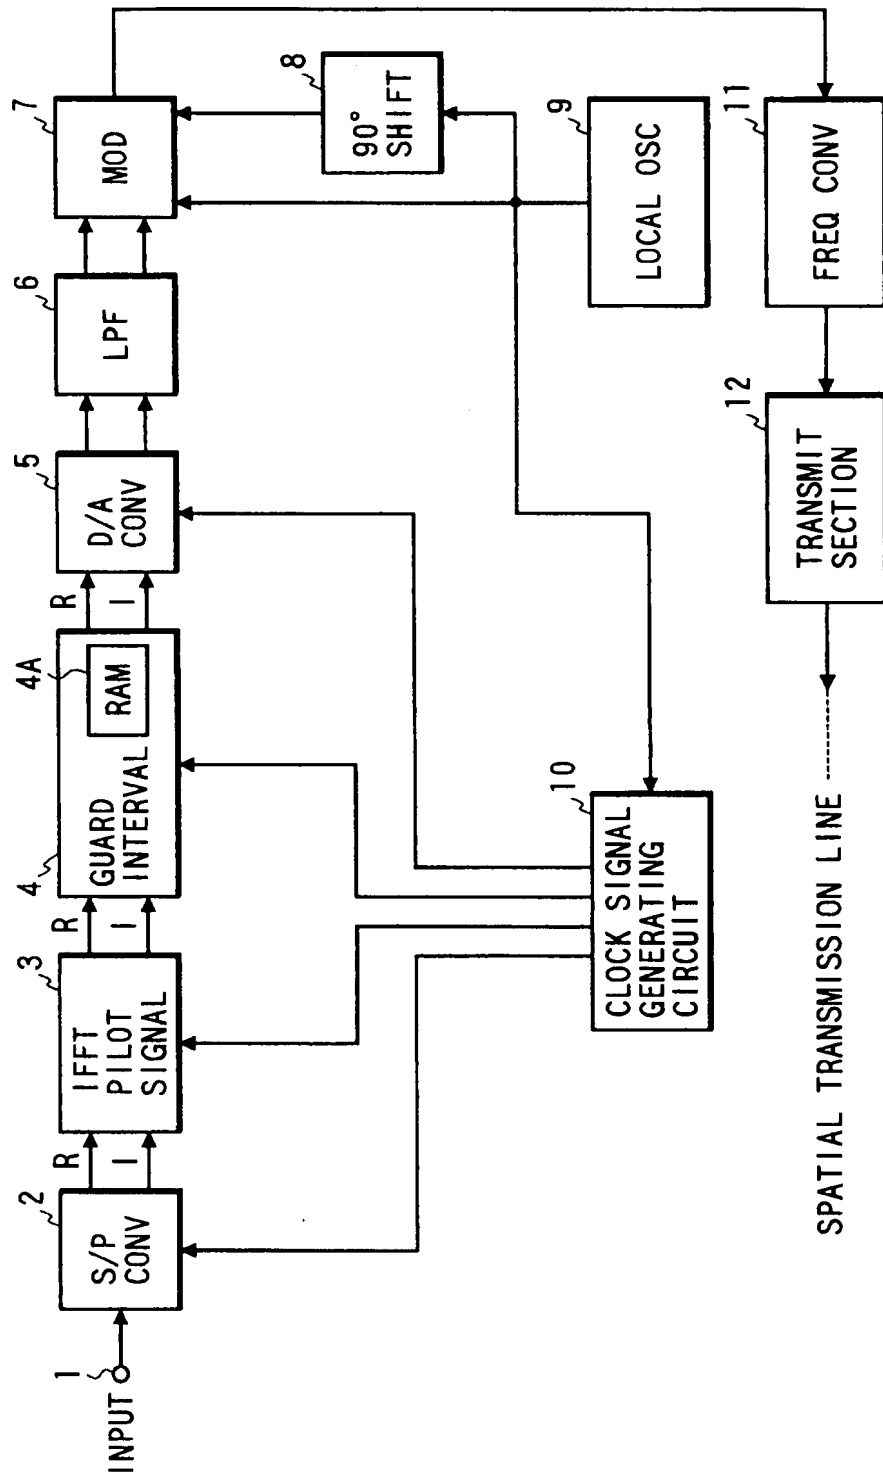 INPUT
1
2
S/P
CONV
R
I
3
IFFT
PILOT
SIGNAL
R
I
4
GUARD
INTERVAL
4A
RAM
R
I
5
D/A
CONV
6
LPF
7
MOD
8
90°
SHIFT
9
LOCAL OSC
10
CLOCK SIGNAL
GENERATING
CIRCUIT
11
FREQ CONV
12
TRANSMIT
SECTION
SPATIAL TRANSMISSION LINE